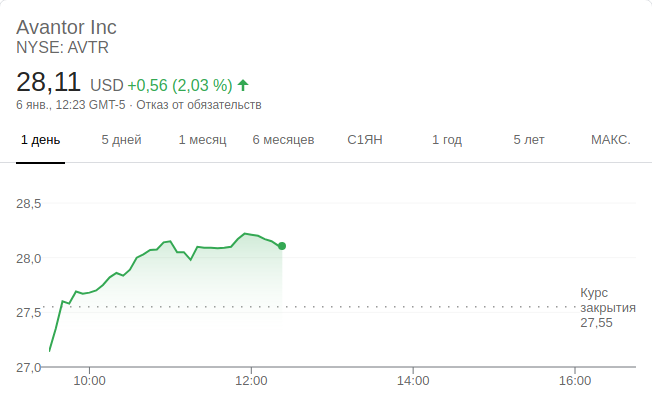 Avantor Inc
NYSE: AVTR
28,11 USD +0,56 (2,03 %)
6 янв., 12:23 GMT-5 · Отказ от обязательств
1 день 5 дней 1 месяц 6 месяцев С1ЯН 1 год 5 лет МАКС.
28,5
28,0
27,5
27,0
Курс
закрытия
27,55
10:00 12:00 14:00 16:00